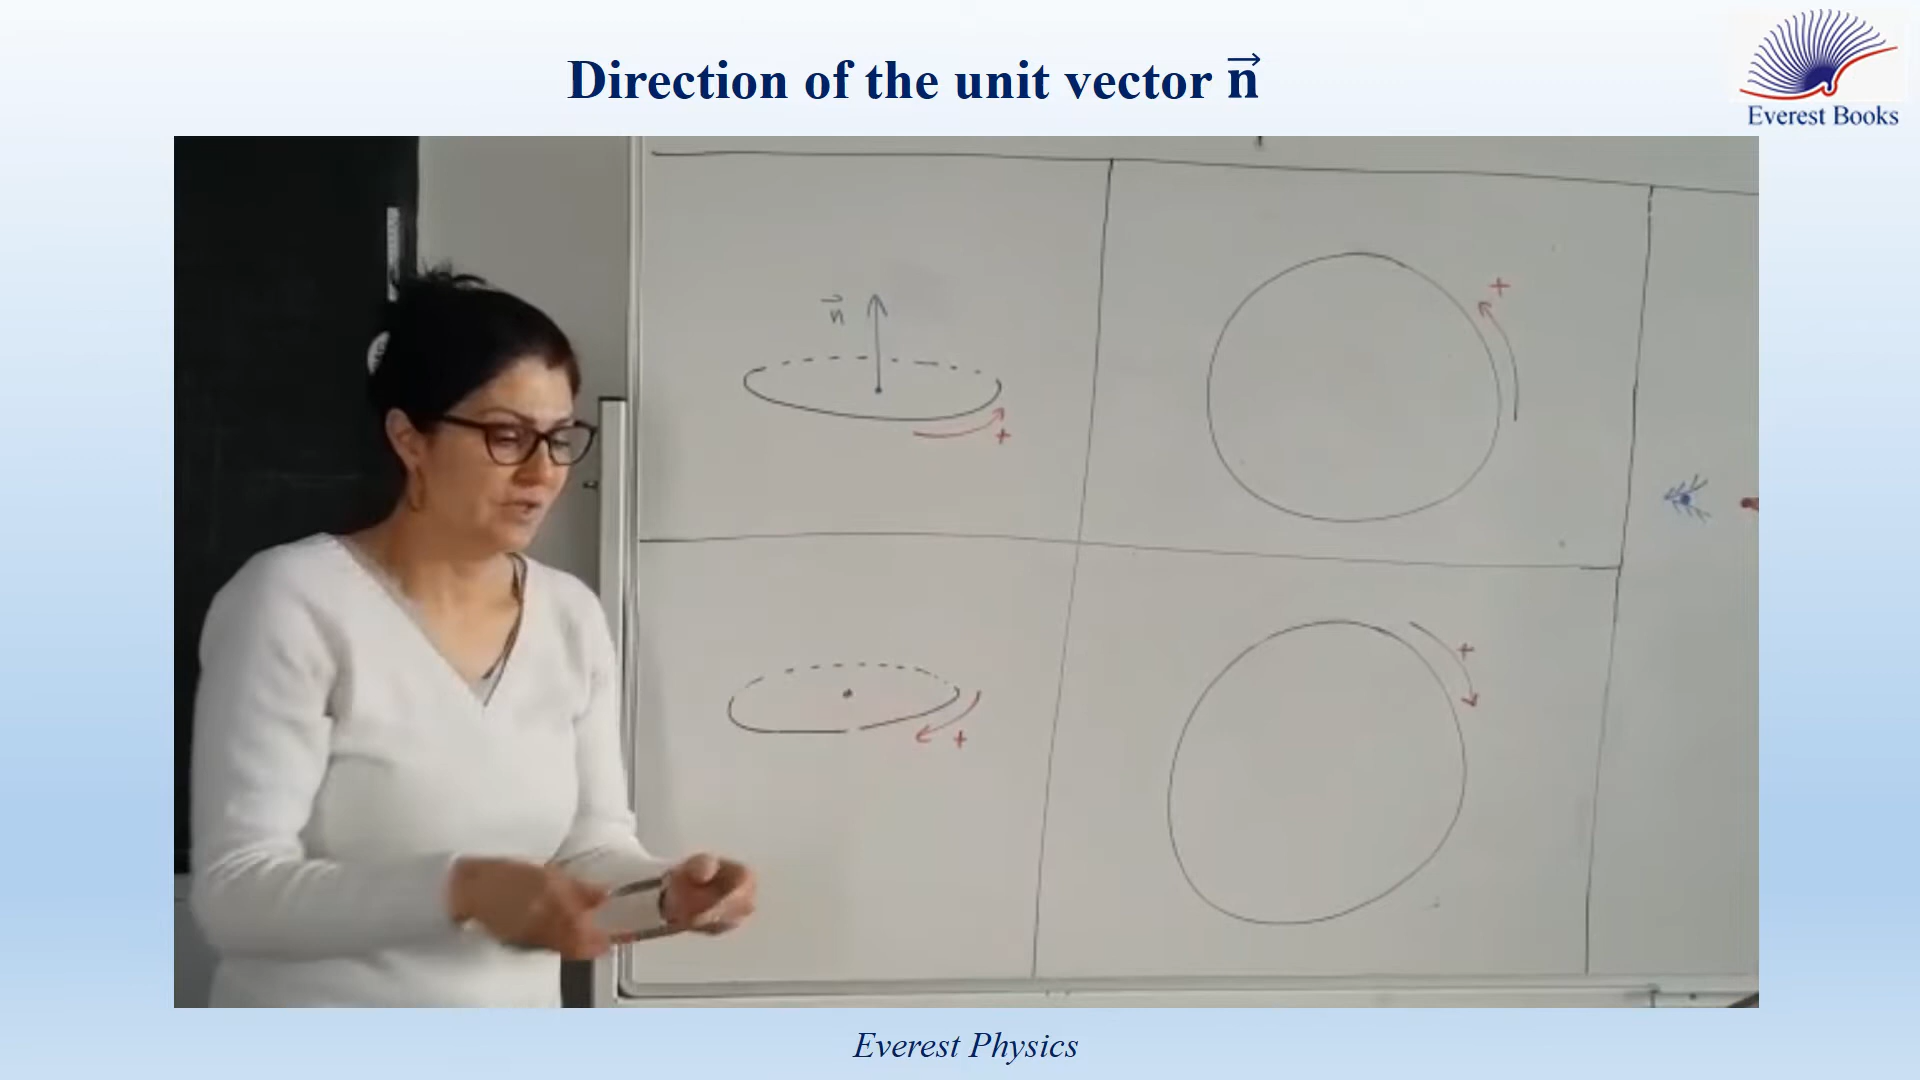 Direction of the unit vector n⃗
Everest Books
n⃗
+
+
+
+
Everest Physics